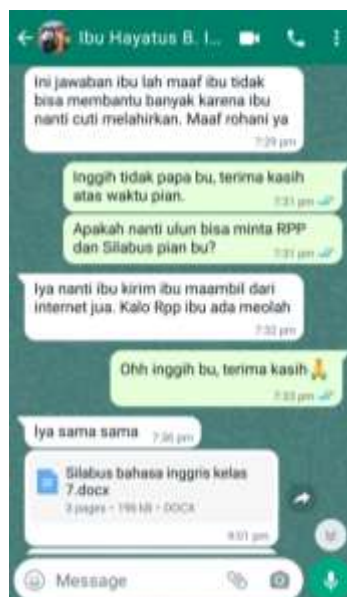 Ibu Hayatus B. I...
Ini jawaban ibu lah maaf ibu tidak
bisa membantu banyak karena ibu
nanti cuti melahirkan. Maaf rohani ya
7:29 pm
Inggih tidak papa bu, terima kasih
atas waktu pian.
7:31 pm
Apakah nanti ulun bisa minta RPP
dan Silabus pian bu?
7:31 pm
Iya nanti ibu kirim ibu maambil dari
internet jua. Kalo Rpp ibu ada meolah
7:32 pm
Ohh inggih bu, terima kasih🙏
7:33 pm
Iya sama sama
7:36 pm
Silabus bahasa inggris kelas
7.docx
3 pages • 196 kB • DOCX
Message